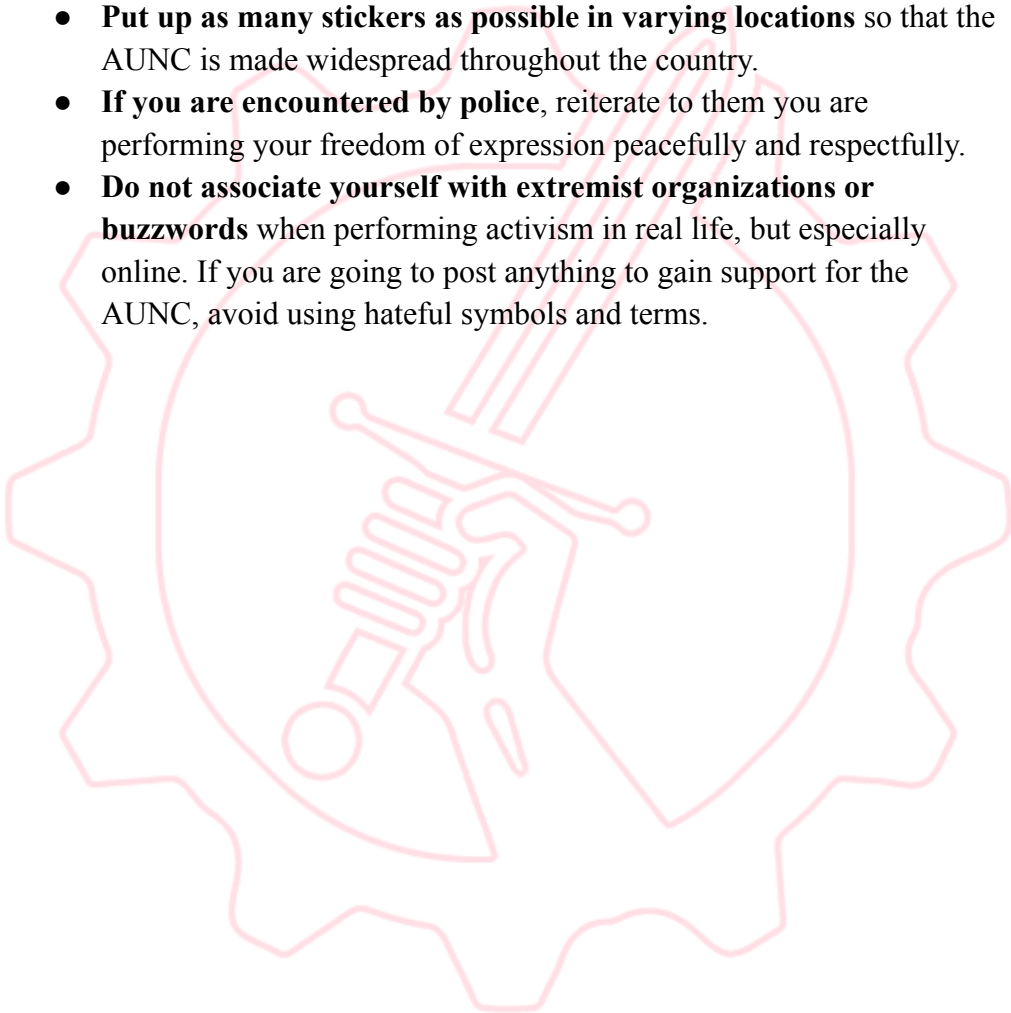 ● Put up as many stickers as possible in varying locations so that the
AUNC is made widespread throughout the country.
● If you are encountered by police, reiterate to them you are
performing your freedom of expression peacefully and respectfully.
● Do not associate yourself with extremist organizations or
buzzwords when performing activism in real life, but especially
online. If you are going to post anything to gain support for the
AUNC, avoid using hateful symbols and terms.